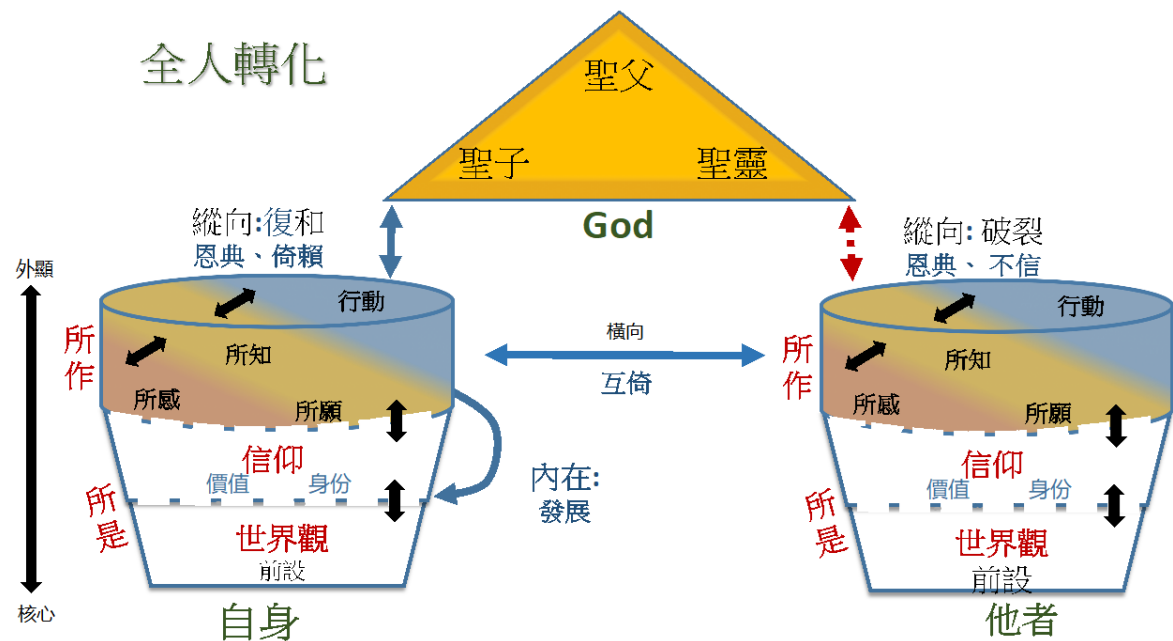 全人轉化
聖父
聖子
聖靈
God
縱向:復和
恩典、倚賴
縱向: 破裂
恩典、 不信
外顯
核心
行動
所知
所感
所願
所作
信仰
價值
身份
所是
世界觀
前設
自身
內在:
發展
橫向
互倚
行動
所知
所感
所願
所作
信仰
價值
身份
所是
世界觀
前設
他者